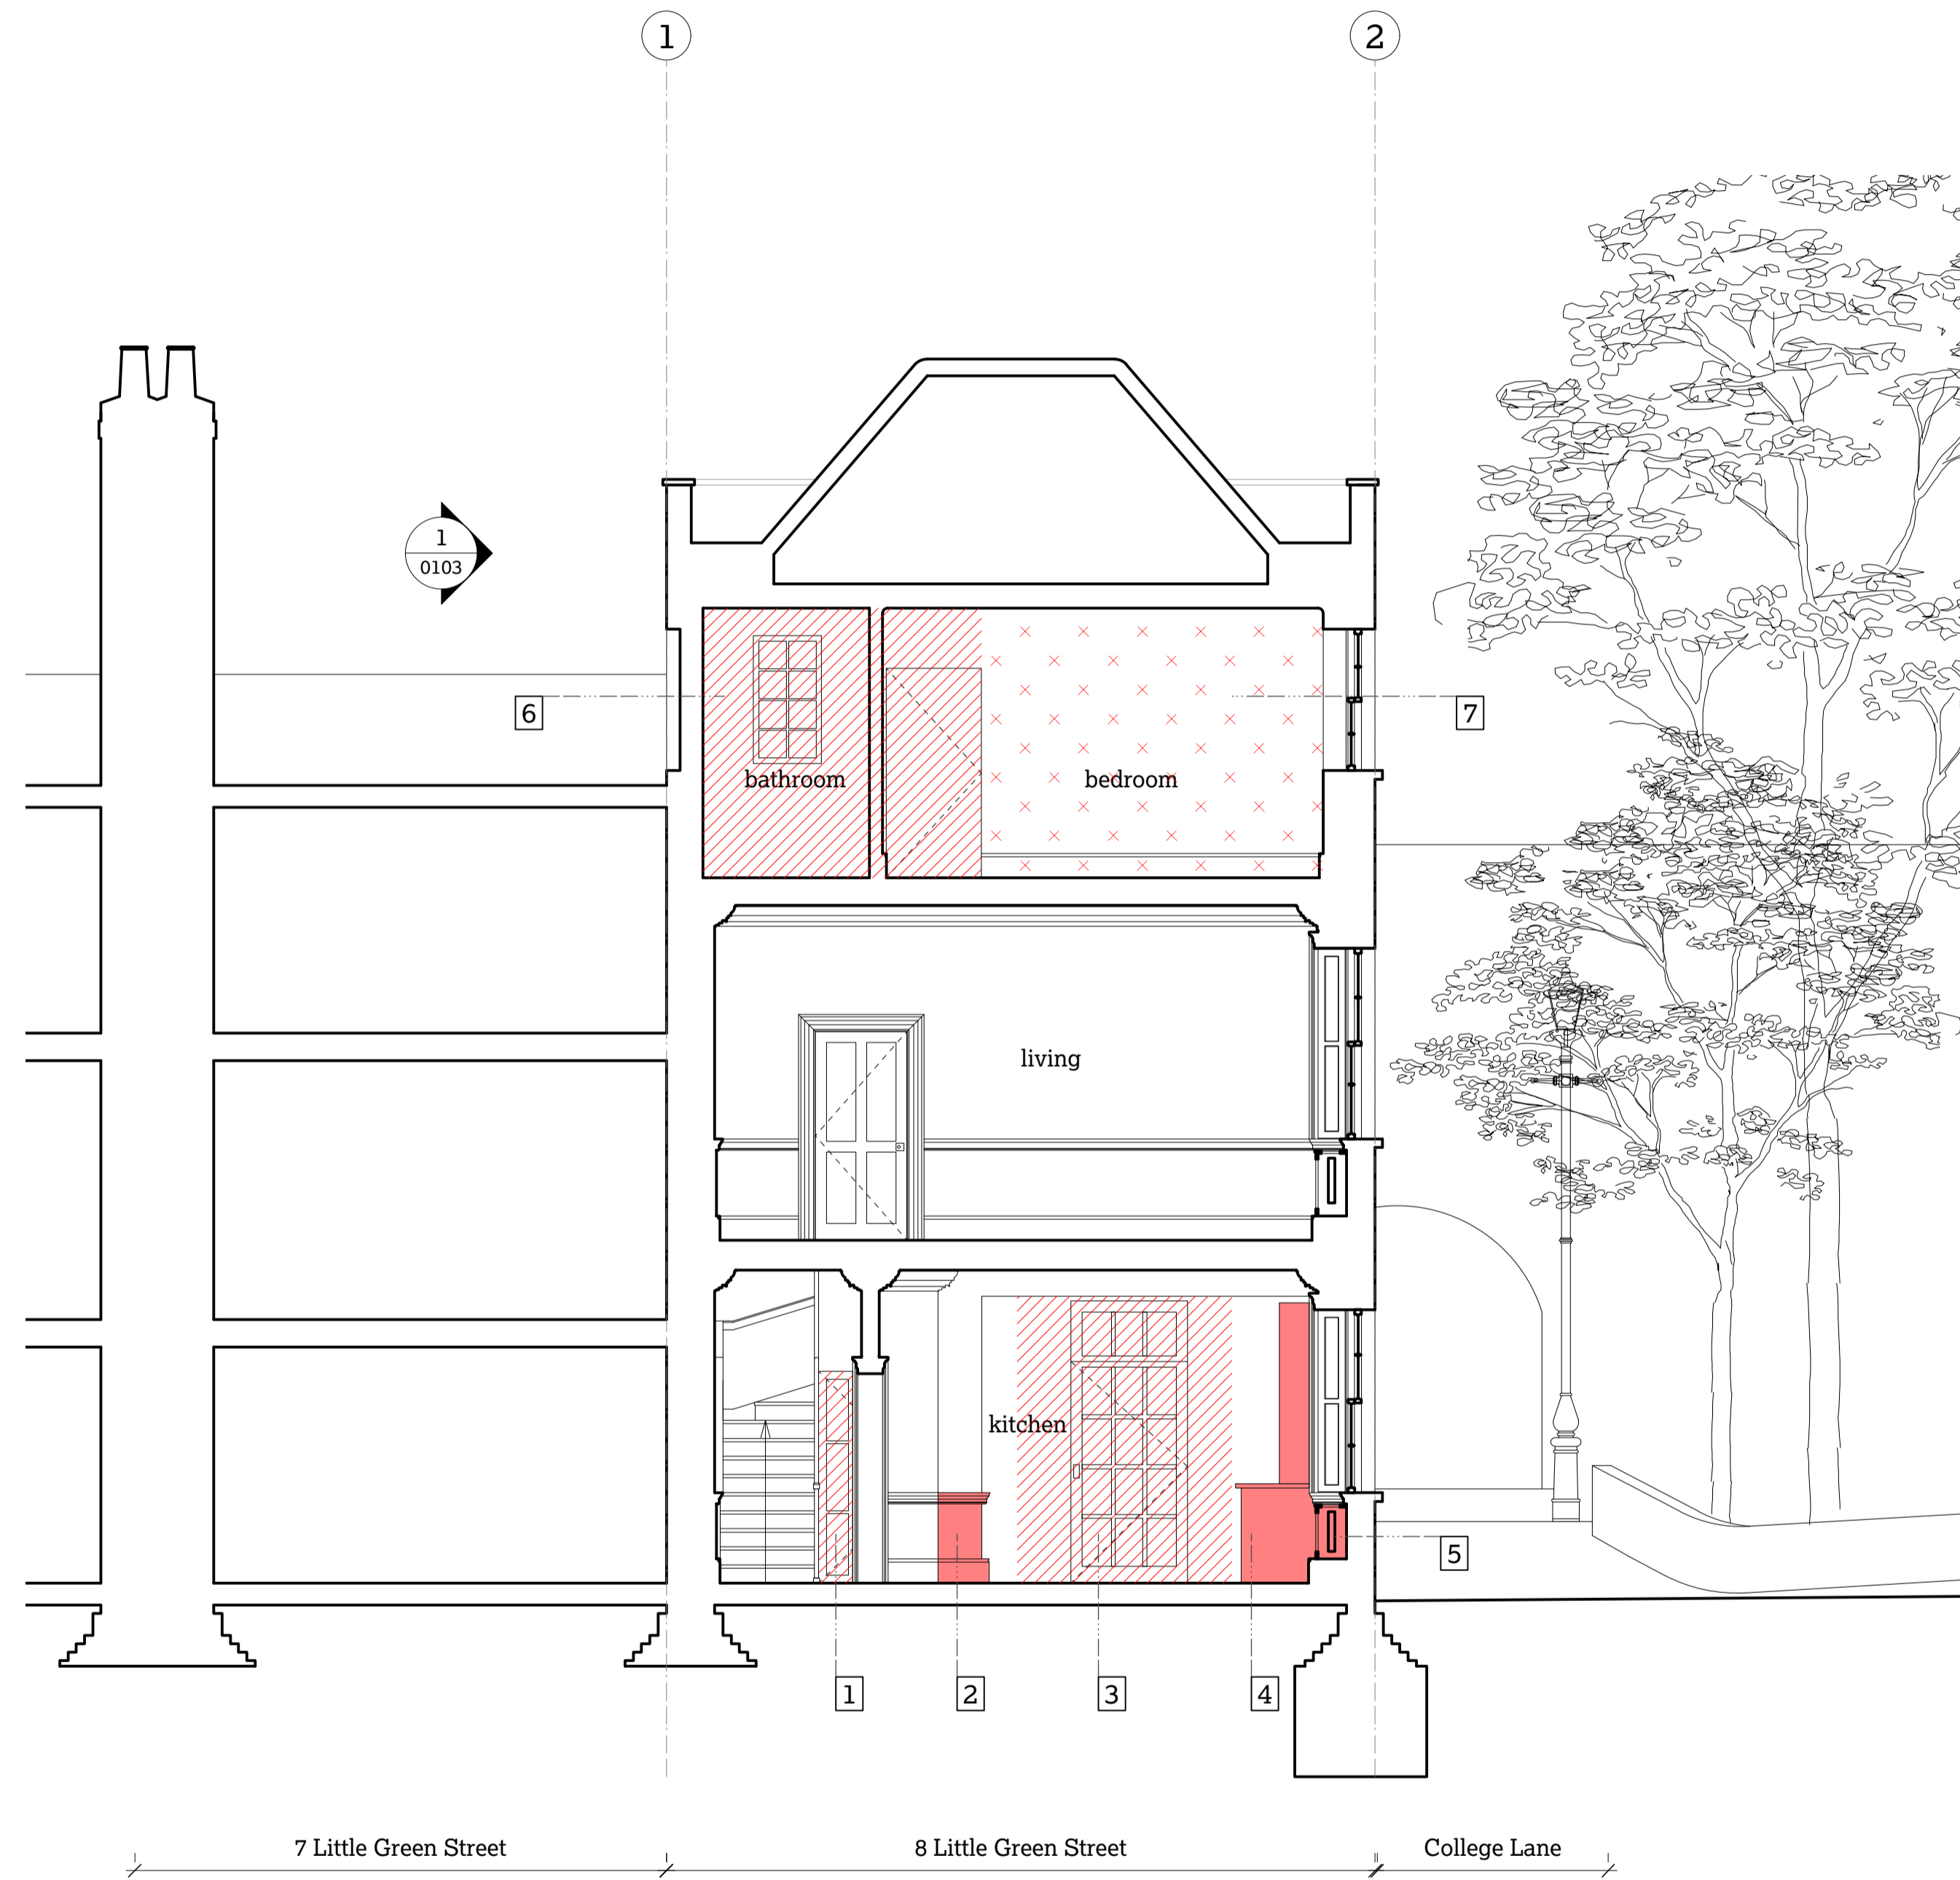 1
2
1
0103
6
7
bathroom
bedroom
living
kitchen
5
1
2
3
4
7 Little Green Street
8 Little Green Street
College Lane